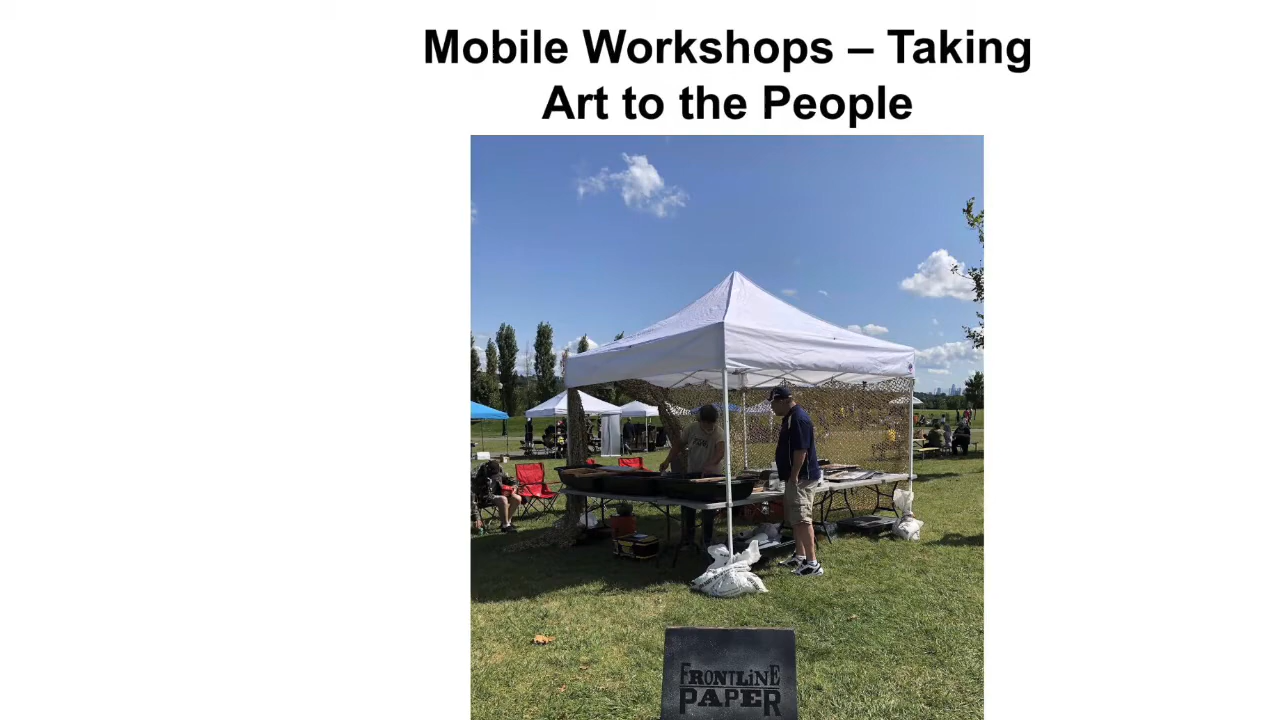 Mobile Workshops – Taking
Art to the People
FRONTLiNE
PAPER